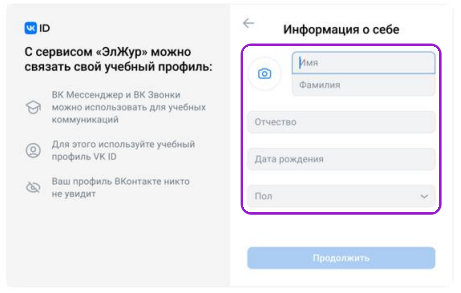 VK ID
С сервисом «ЭлЖур» можно
связать свой учебный профиль:
ВК Мессенджер и ВК Звонки
можно использовать для учебных
коммуникаций
Для этого используйте учебный
профиль VK ID
Ваш профиль ВКонтакте никто
не увидит
Информация о себе
Имя
Фамилия
Отчество
Дата рождения
Пол
Продолжить